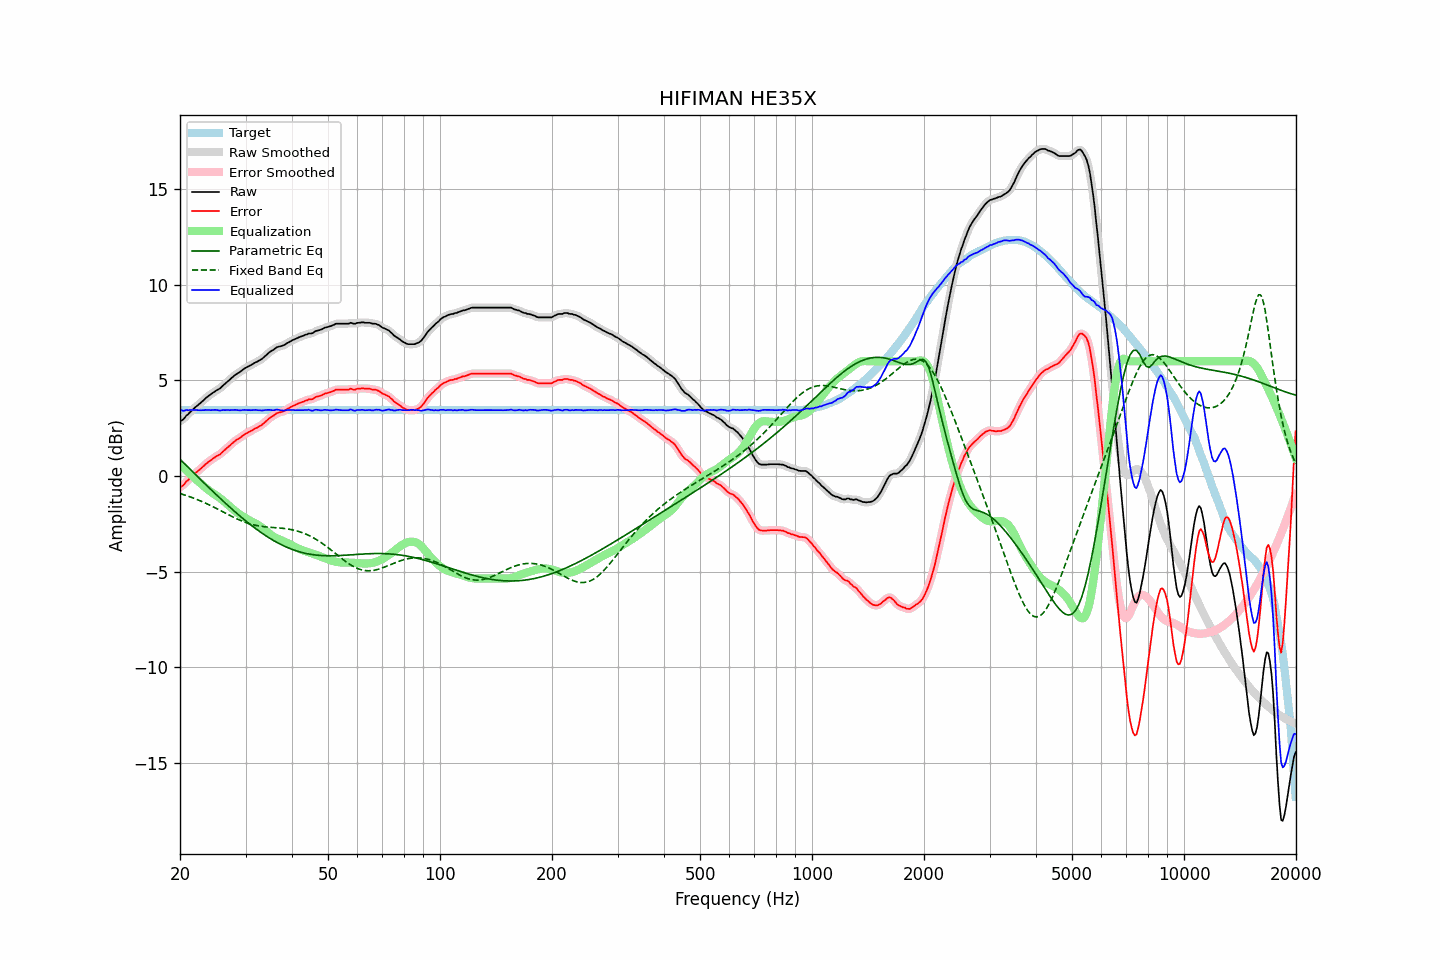 HIFIMAN HE35X
Target
Raw Smoothed
Error Smoothed
Raw
Error
Equalization
Parametric Eq
Fixed Band Eq
Equalized
Amplitude (dBr)
15
10
5
0
−5
−10
−15
20 50 100 200 500 1000 2000 5000 10000 20000
Frequency (Hz)